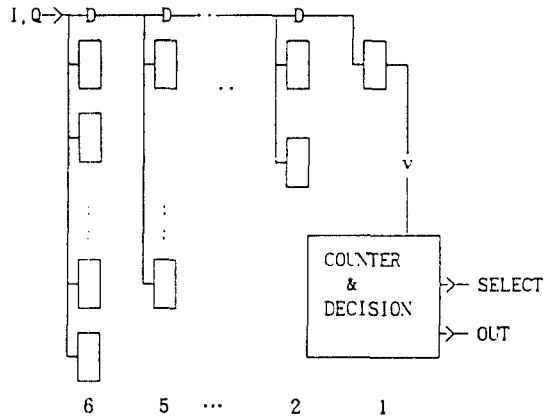 I,Q
v
COUNTER
&
DECISION
SELECT
OUT
6 5 ... 2 1